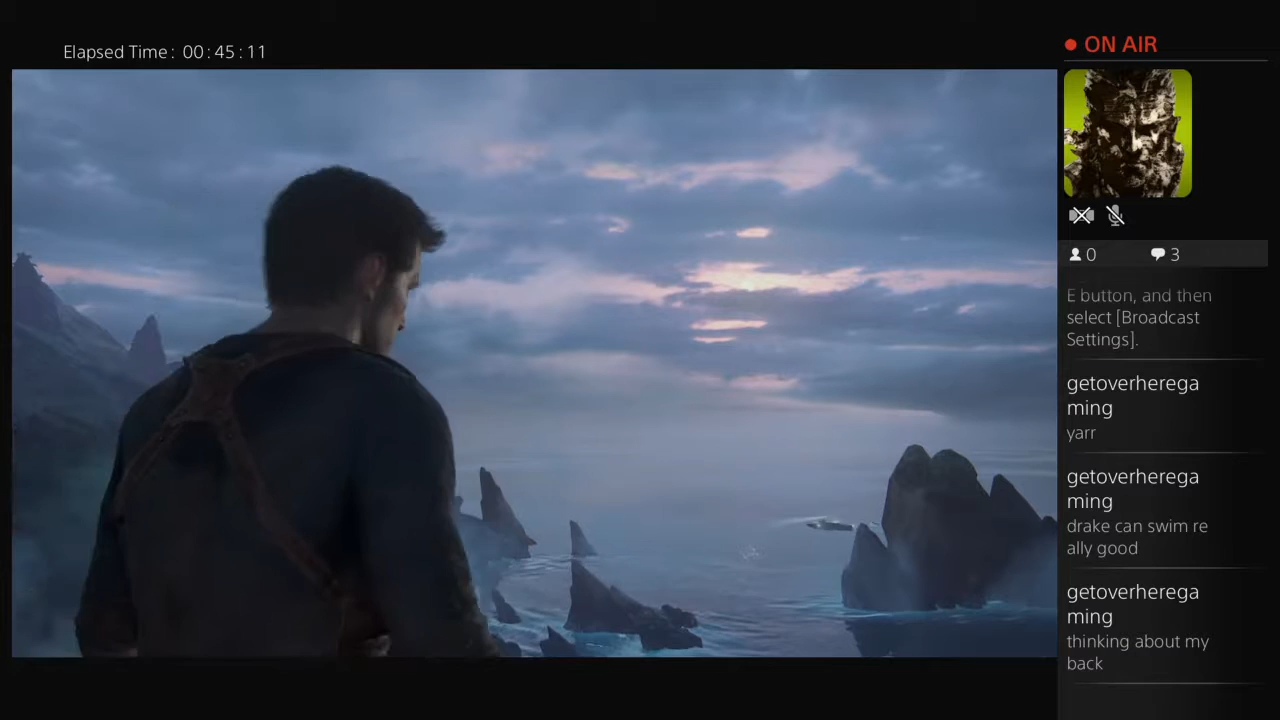 Elapsed Time: 00:45:11
ON AIR
0
3
E button, and then
select [Broadcast
Settings].
getoverherega
ming
yarr
getoverherega
ming
drake can swim re
ally good
getoverherega
ming
thinking about my
back